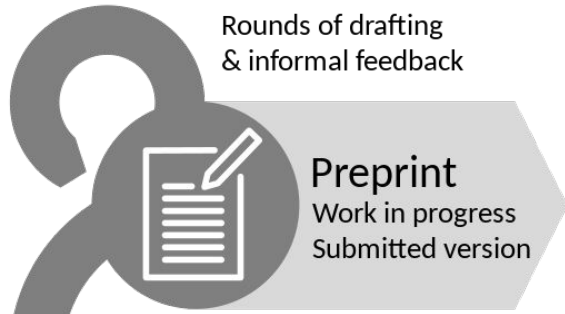 Rounds of drafting
& informal feedback
Preprint
Work in progress
Submitted version